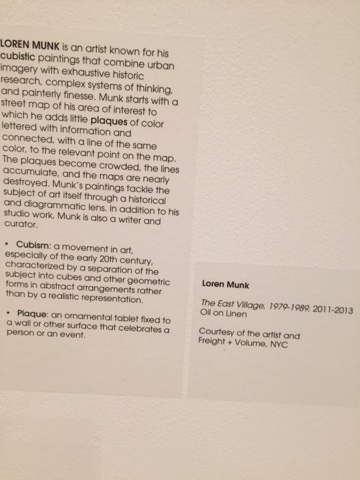 LOREN MUNK is an artist known for his
cubistic paintings that combine urban
imagery with exhaustive historic
research, complex systems of thinking,
and painterly finesse. Munk starts with a
street map of his area of interest to
which he adds little plaques of color
lettered with information and
connected, with a line of the same
color, to the relevant point on the map.
The plaques become crowded, the lines
accumulate, and the maps are nearly
destroyed. Munk's paintings tackle the
subject of art itself through a historical
and diagrammatic lens. In addition to his
studio work, Munk is also a writer and
curator.
• Cubism: a movement in art,
especially of the early 20th century,
characterized by a separation of the
subject into cubes and other geometric
forms in abstract arrangements rather
than by a realistic representation.
• Plaque: an ornamental tablet fixed to
a wall or other surface that celebrates a
person or an event.
Loren Munk
The East Village, 1979-1989, 2011-2013
Oil on Linen
Courtesy of the artist and
Freight + Volume, NYC